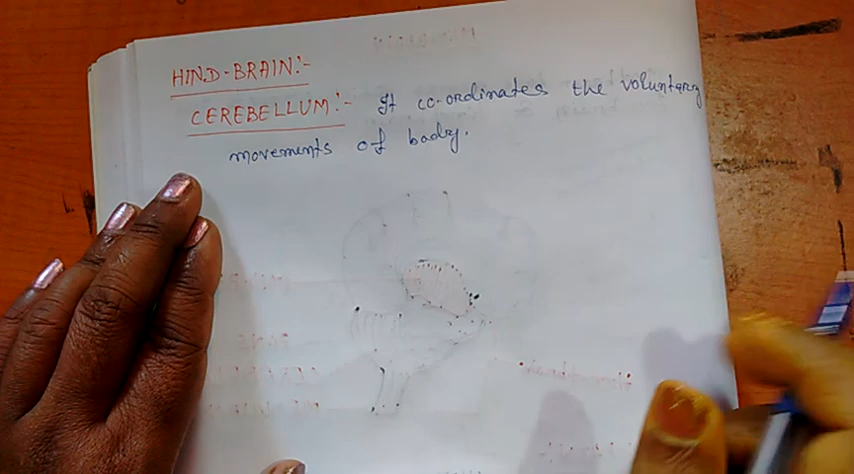 HIND-BRAIN:-
CEREBELLUM:- It co-ordinates the voluntary
movements of body.